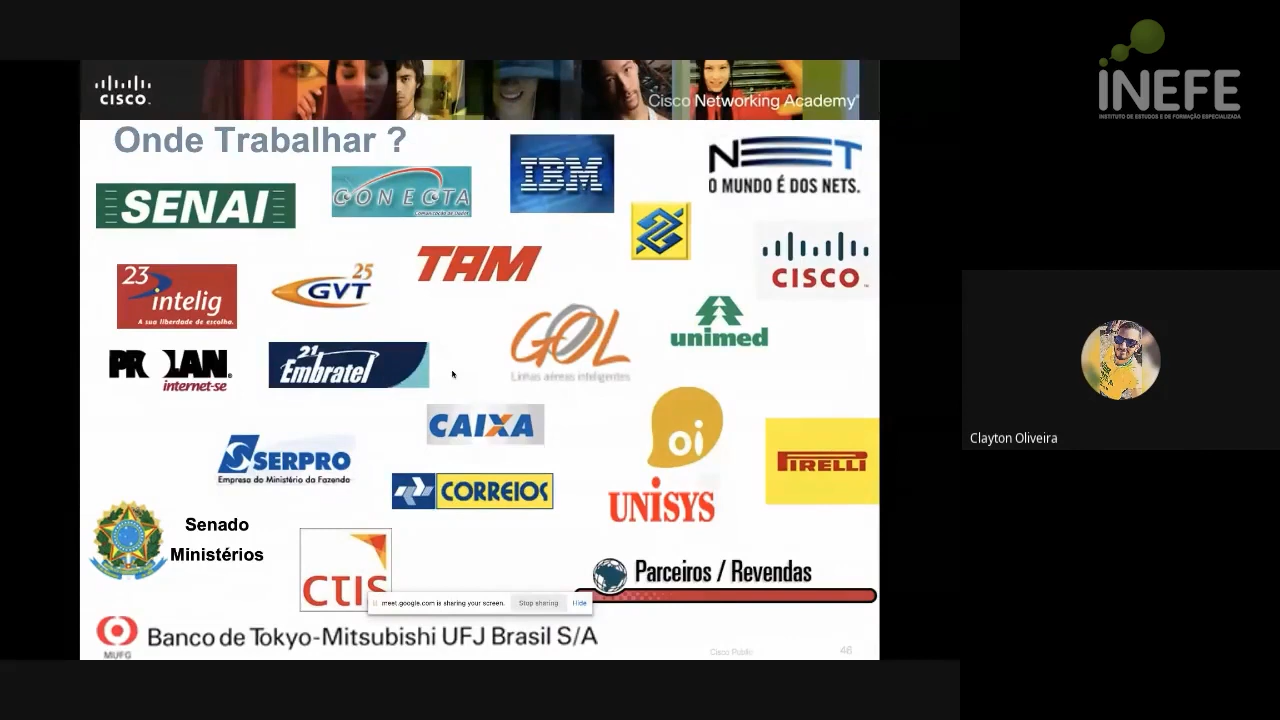 CISCO.
Cisco Networking Academy
INEFE
INSTITUTO DE ESTUDOS E DE FORMAÇÃO ESPECIALIZADA
Onde Trabalhar ?
SENAI
CONECTA
IBM
NEET
O MUNDO É DOS NETS.
23
intelig
A sua liberdade de escolha.
25
GVT
TAM
CISCO
unimed
GOL
Linhas aéreas inteligentes
PROLAN
internet-se
21
Embratel
CAIXA
oi
PIRELLI
Clayton Oliveira
SERPRO
Empresa do Ministério da Fazenda
CORREIOS
UNISYS
Senado
Ministérios
CTIS
Parceiros / Revendas
meet.google.com is sharing your screen.
Stop sharing
Hide
MUFG
Banco de Tokyo-Mitsubishi UFJ Brasil S/A
Cisco Public
46